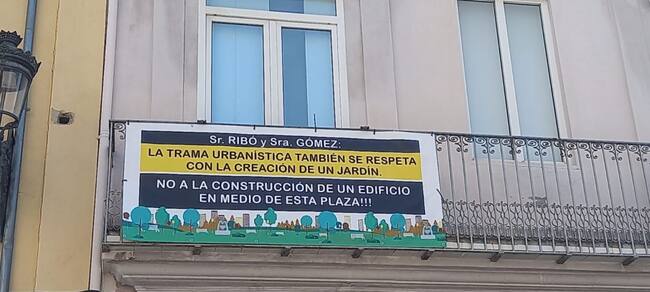 Sr. RIBÓ y Sra. GÓMEZ:
LA TRAMA URBANÍSTICA TAMBIÉN SE RESPETA
CON LA CREACIÓN DE UN JARDÍN.
NO A LA CONSTRUCCIÓN DE UN EDIFICIO
EN MEDIO DE ESTA PLAZA!!!